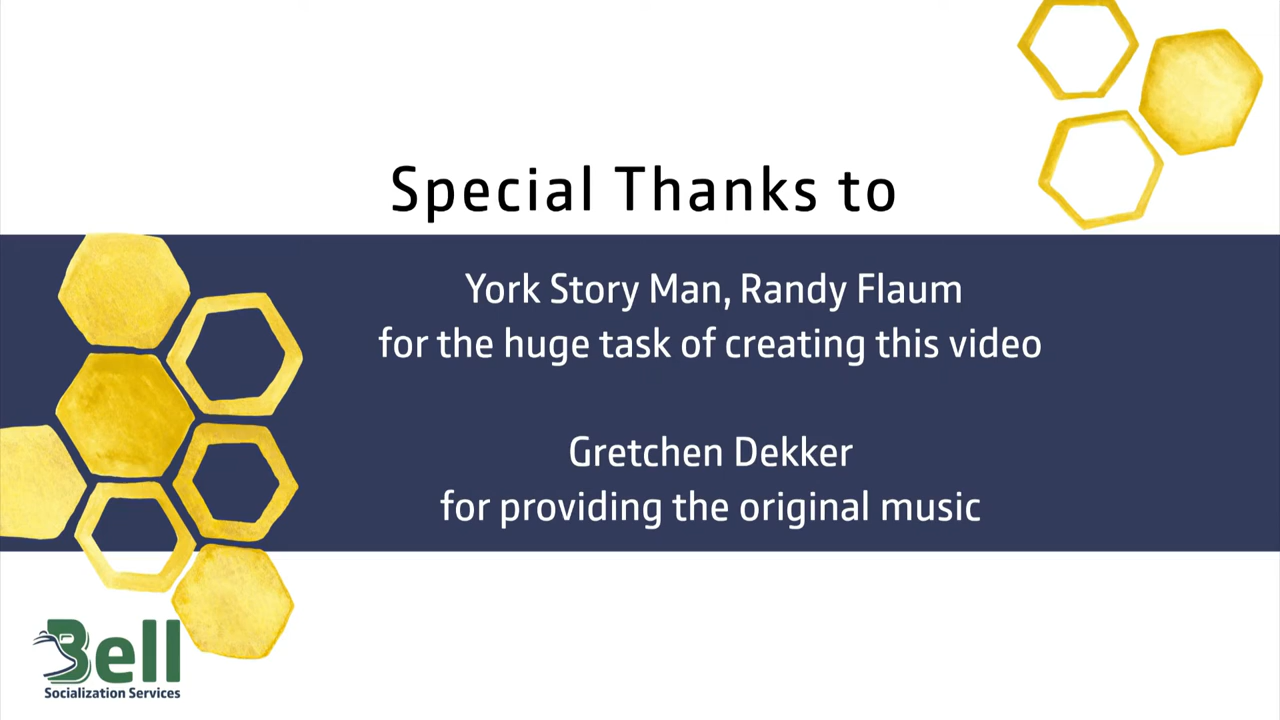 Special Thanks to
York Story Man, Randy Flaum
for the huge task of creating this video
Gretchen Dekker
for providing the original music
Bell
Socialization Services